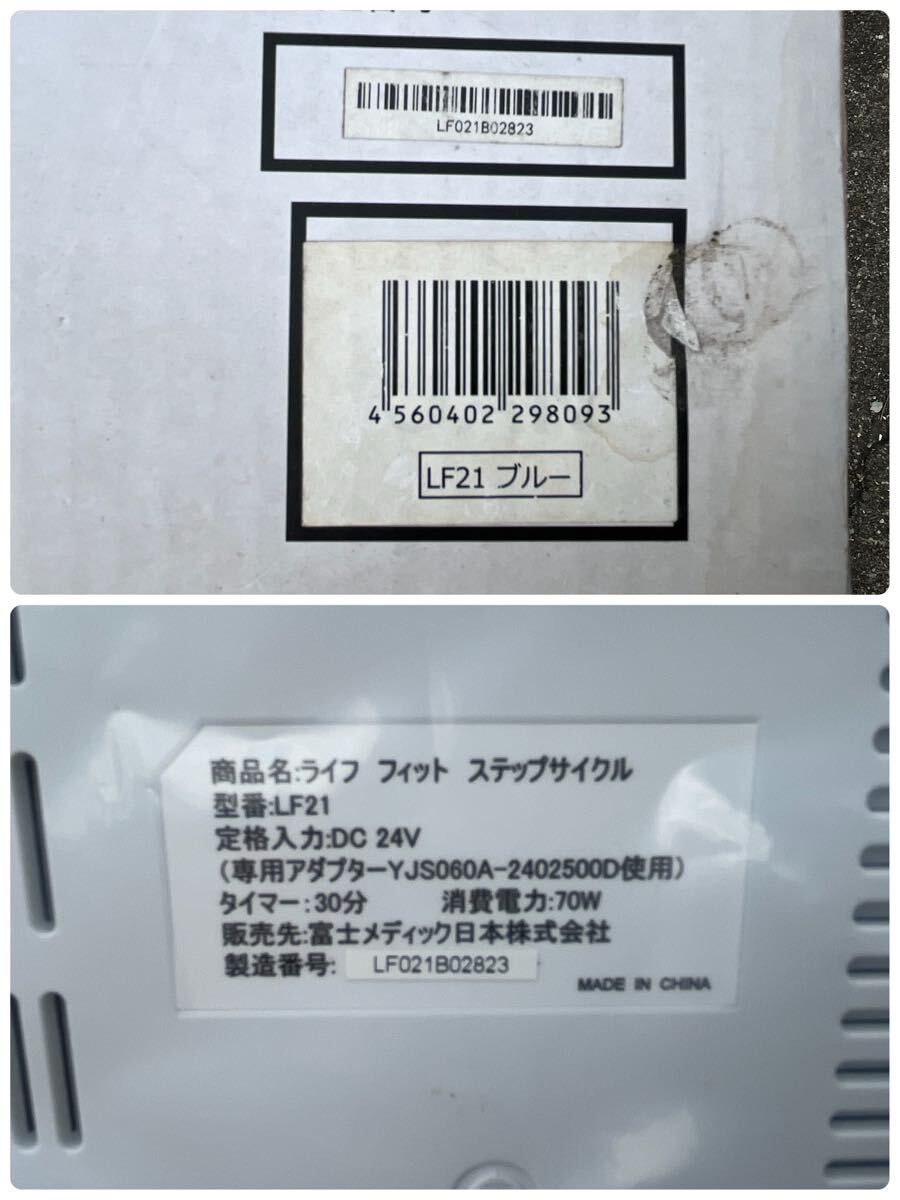 LF021B02823
4 560402 298093
LF21 ブルー
商品名:ライフ フィット ステップサイクル
型番:LF21
定格入力:DC 24V
(専用アダプターYJS060A-2402500D使用)
タイマー:30分 消費電力:70W
販売先:富士メディック日本株式会社
製造番号: LF021B02823
MADE IN CHINA